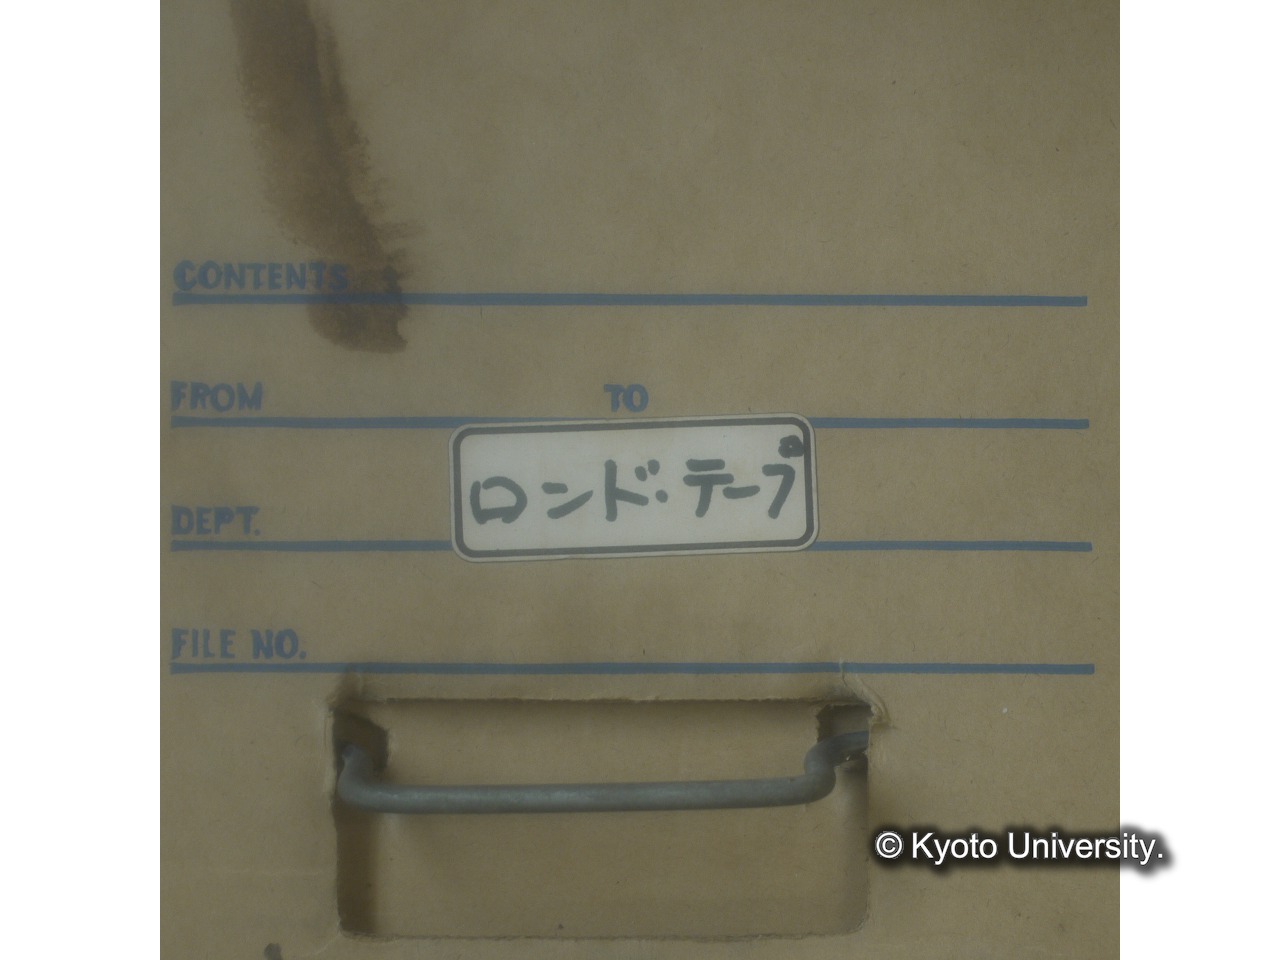 CONTENTS
FROM TO
ロンド・テープ
DEPT.
FILE NO.
© Kyoto University.